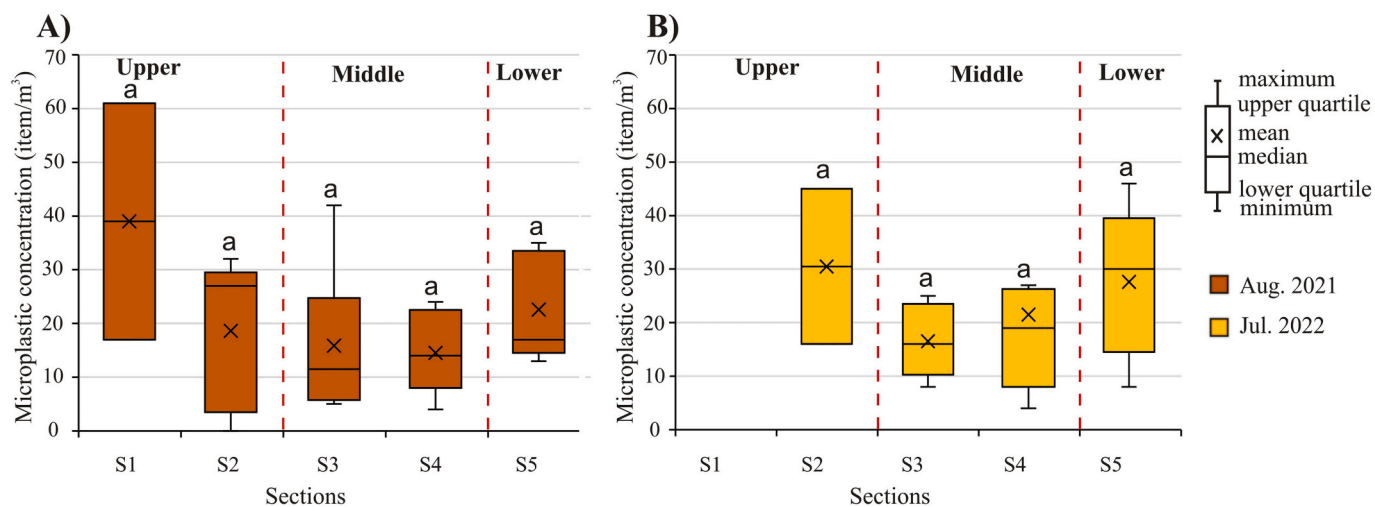 A)
Microplastic concentration (item/m³)
70
60
50
40
30
20
10
0
Upper
Middle
Lower
a
a
a
a
a
S1
S2
S3
S4
S5
Sections
B)
Microplastic concentration (item/m³)
70
60
50
40
30
20
10
0
Upper
Middle
Lower
a
a
a
a
S1
S2
S3
S4
S5
Sections
maximum
upper quartile
mean
median
lower quartile
minimum
Aug. 2021
Jul. 2022